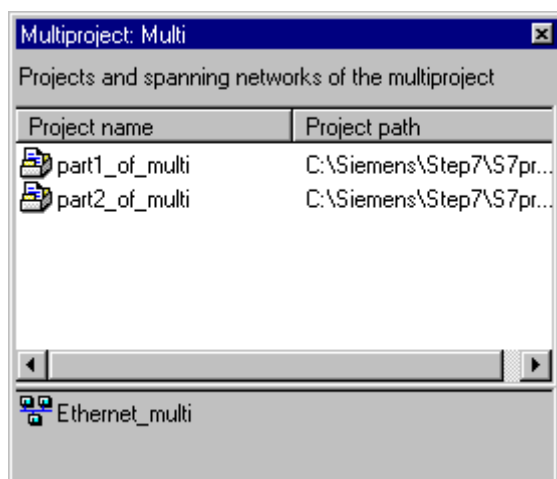 Multiproject: Multi
Projects and spanning networks of the multiproject
Project name Project path
part1_of_multi C:\Siemens\Step7\S7pr...
part2_of_multi C:\Siemens\Step7\S7pr...
Ethernet_multi